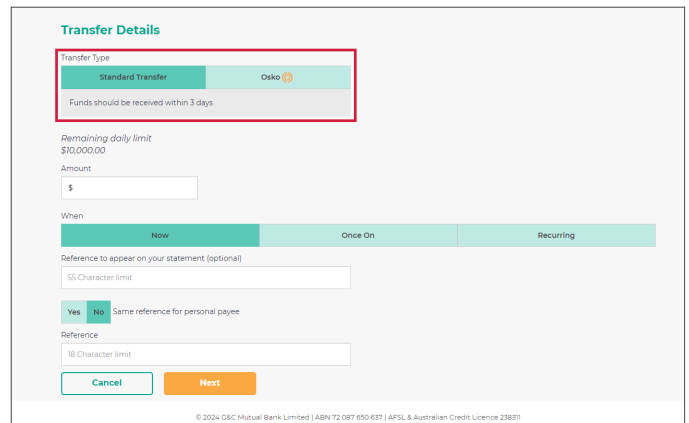 Transfer Details
Transfer Type
Standard Transfer Osko
Funds should be received within 3 days
Remaining daily limit
$10,000.00
Amount
$
When
Now Once On Recurring
Reference to appear on your statement (optional)
55 Character limit
Yes No Same reference for personal payee
Reference
18 Character limit
Cancel Next
© 2024 G&C Mutual Bank Limited | ABN 72 087 650 637 | AFSL & Australian Credit Licence 238311